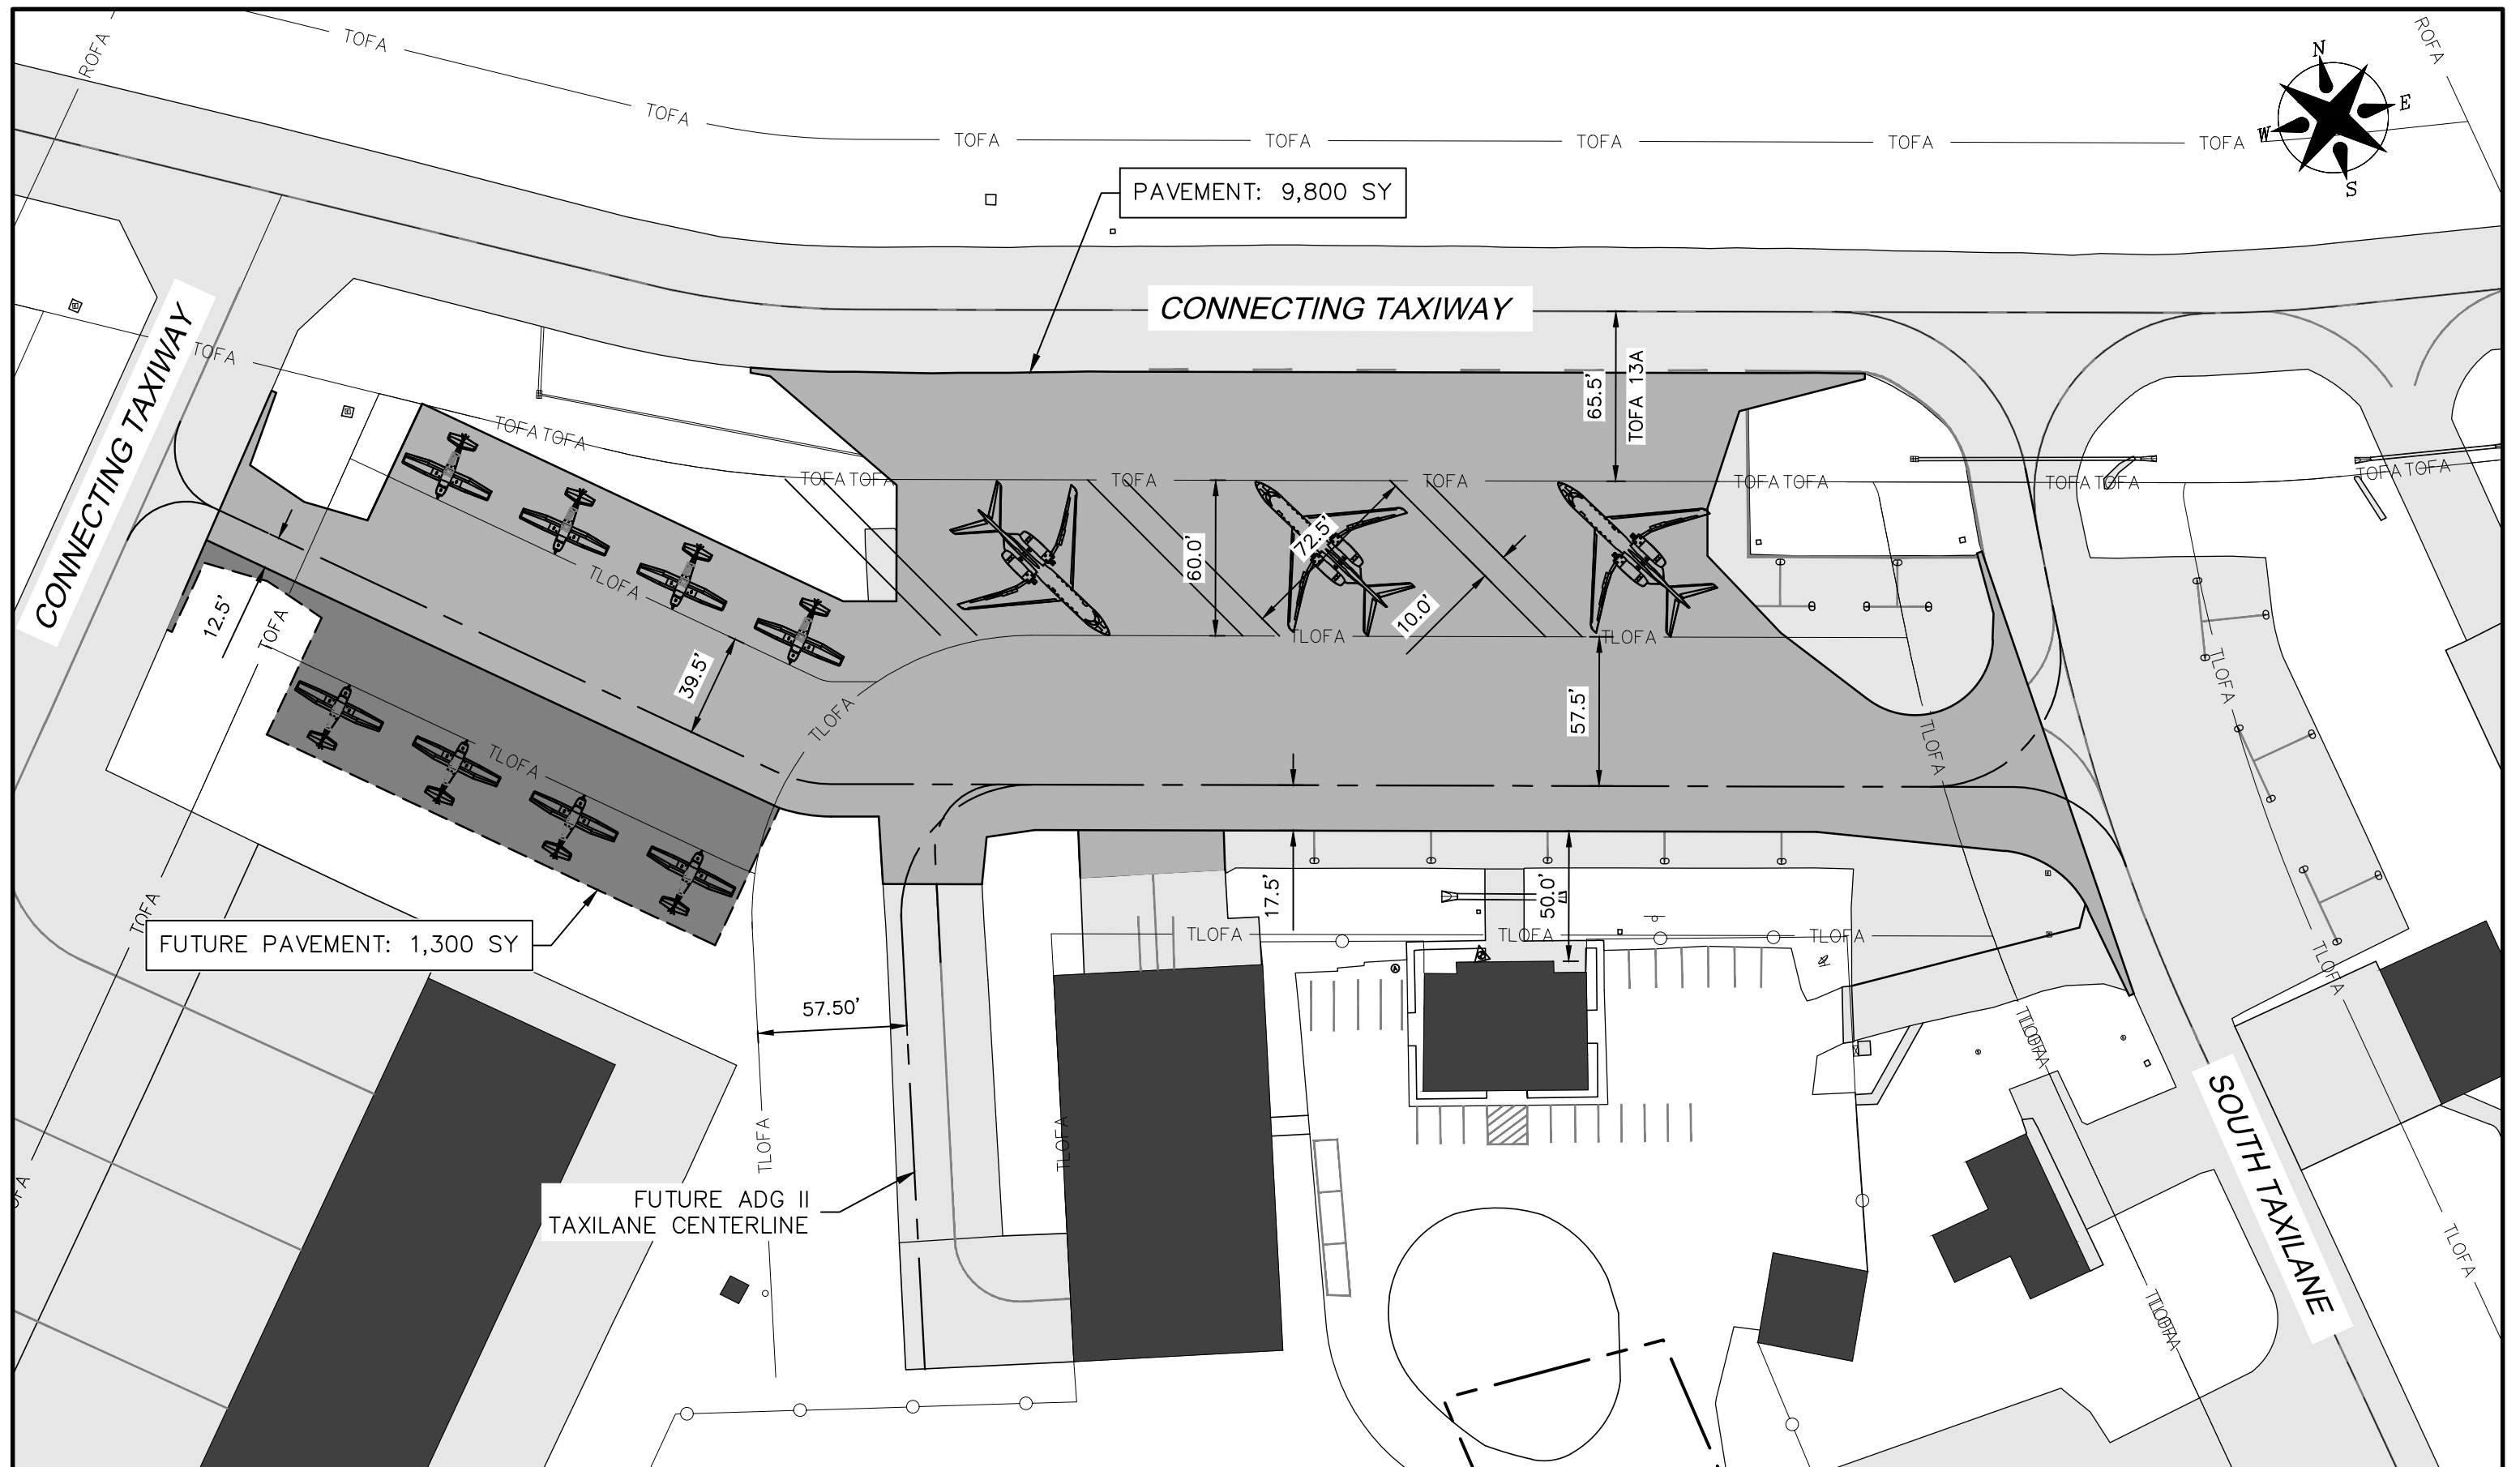 ROFA
TOFA
TOFA
TOFA
TOFA
TOFA
TOFA
TOFA
ROFA
N
E
W
S
PAVEMENT: 9,800 SY
CONNECTING TAXIWAY
CONNECTING TAXIWAY
TOFA
65.5'
TOFA 13A
TOFA TOFA
TOFA TOFA
TOFA
TOFA
TOFA TOFA
TOFA TOFA
TOFA TOFA
60.0'
72.5'
10.0'
TLOFA
12.5'
TOFA
TLOFA
TLOFA
TLOFA
39.5'
TLOFA
57.5'
TLOFA
TLOFA
TLOFA
17.5'
50.0'
TOFA
FUTURE PAVEMENT: 1,300 SY
TLOFA
TLOFA
TLOFA
TLOFA
57.50'
TLOFA
TLOFA
FUTURE ADG II
TAXILANE CENTERLINE
SOUTH TAXILANE
TLOFA